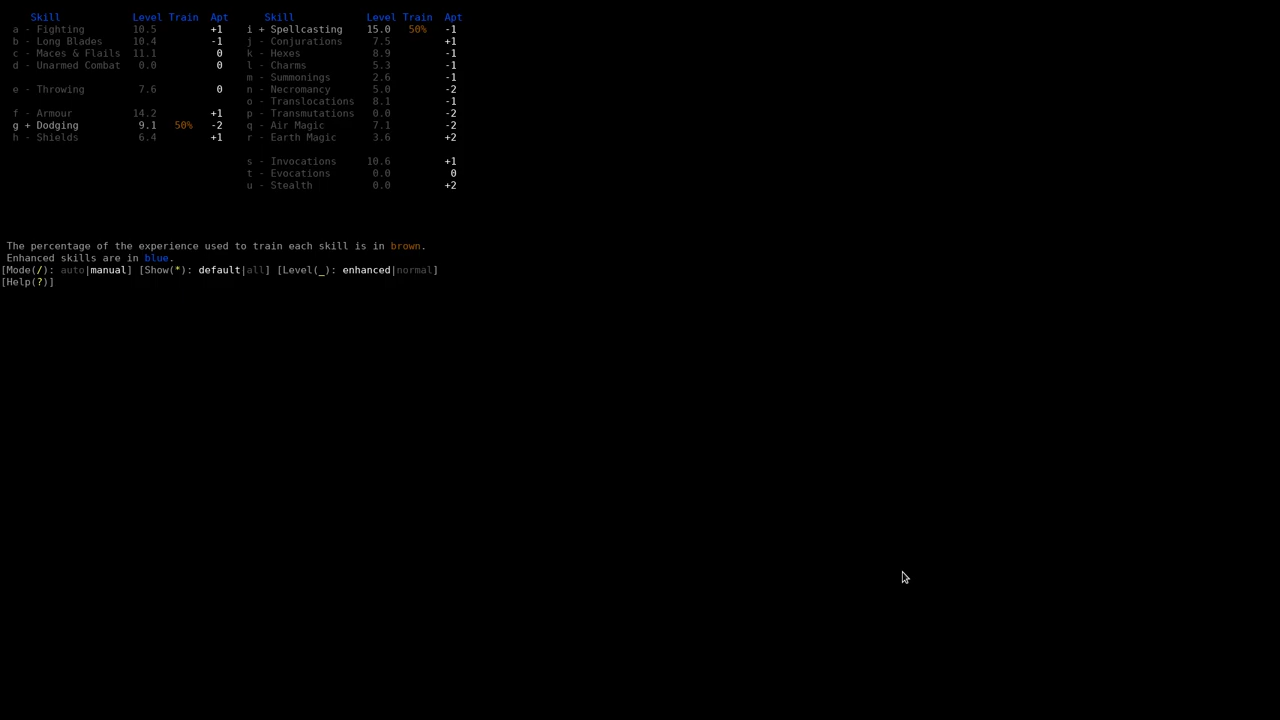 Skill Level Train Apt Skill Level Train Apt
a - Fighting 10.5 +1 i + Spellcasting 15.0 50% -1
b - Long Blades 10.4 -1 j - Conjurations 7.5 +1
c - Maces & Flails 11.1 0 k - Hexes 8.9 -1
d - Unarmed Combat 0.0 0 l - Charms 5.3 -1
m - Summonings 2.6 -1
e - Throwing 7.6 0 n - Necromancy 5.0 -2
o - Translocations 8.1 -1
f - Armour 14.2 +1 p - Transmutations 0.0 -2
g + Dodging 9.1 50% -2 q - Air Magic 7.1 -2
h - Shields 6.4 +1 r - Earth Magic 3.6 +2
s - Invocations 10.6 +1
t - Evocations 0.0 0
u - Stealth 0.0 +2
The percentage of the experience used to train each skill is in brown.
Enhanced skills are in blue.
[Mode(/): auto|manual] [Show(*): default|all] [Level(_): enhanced|normal]
[Help(?)]